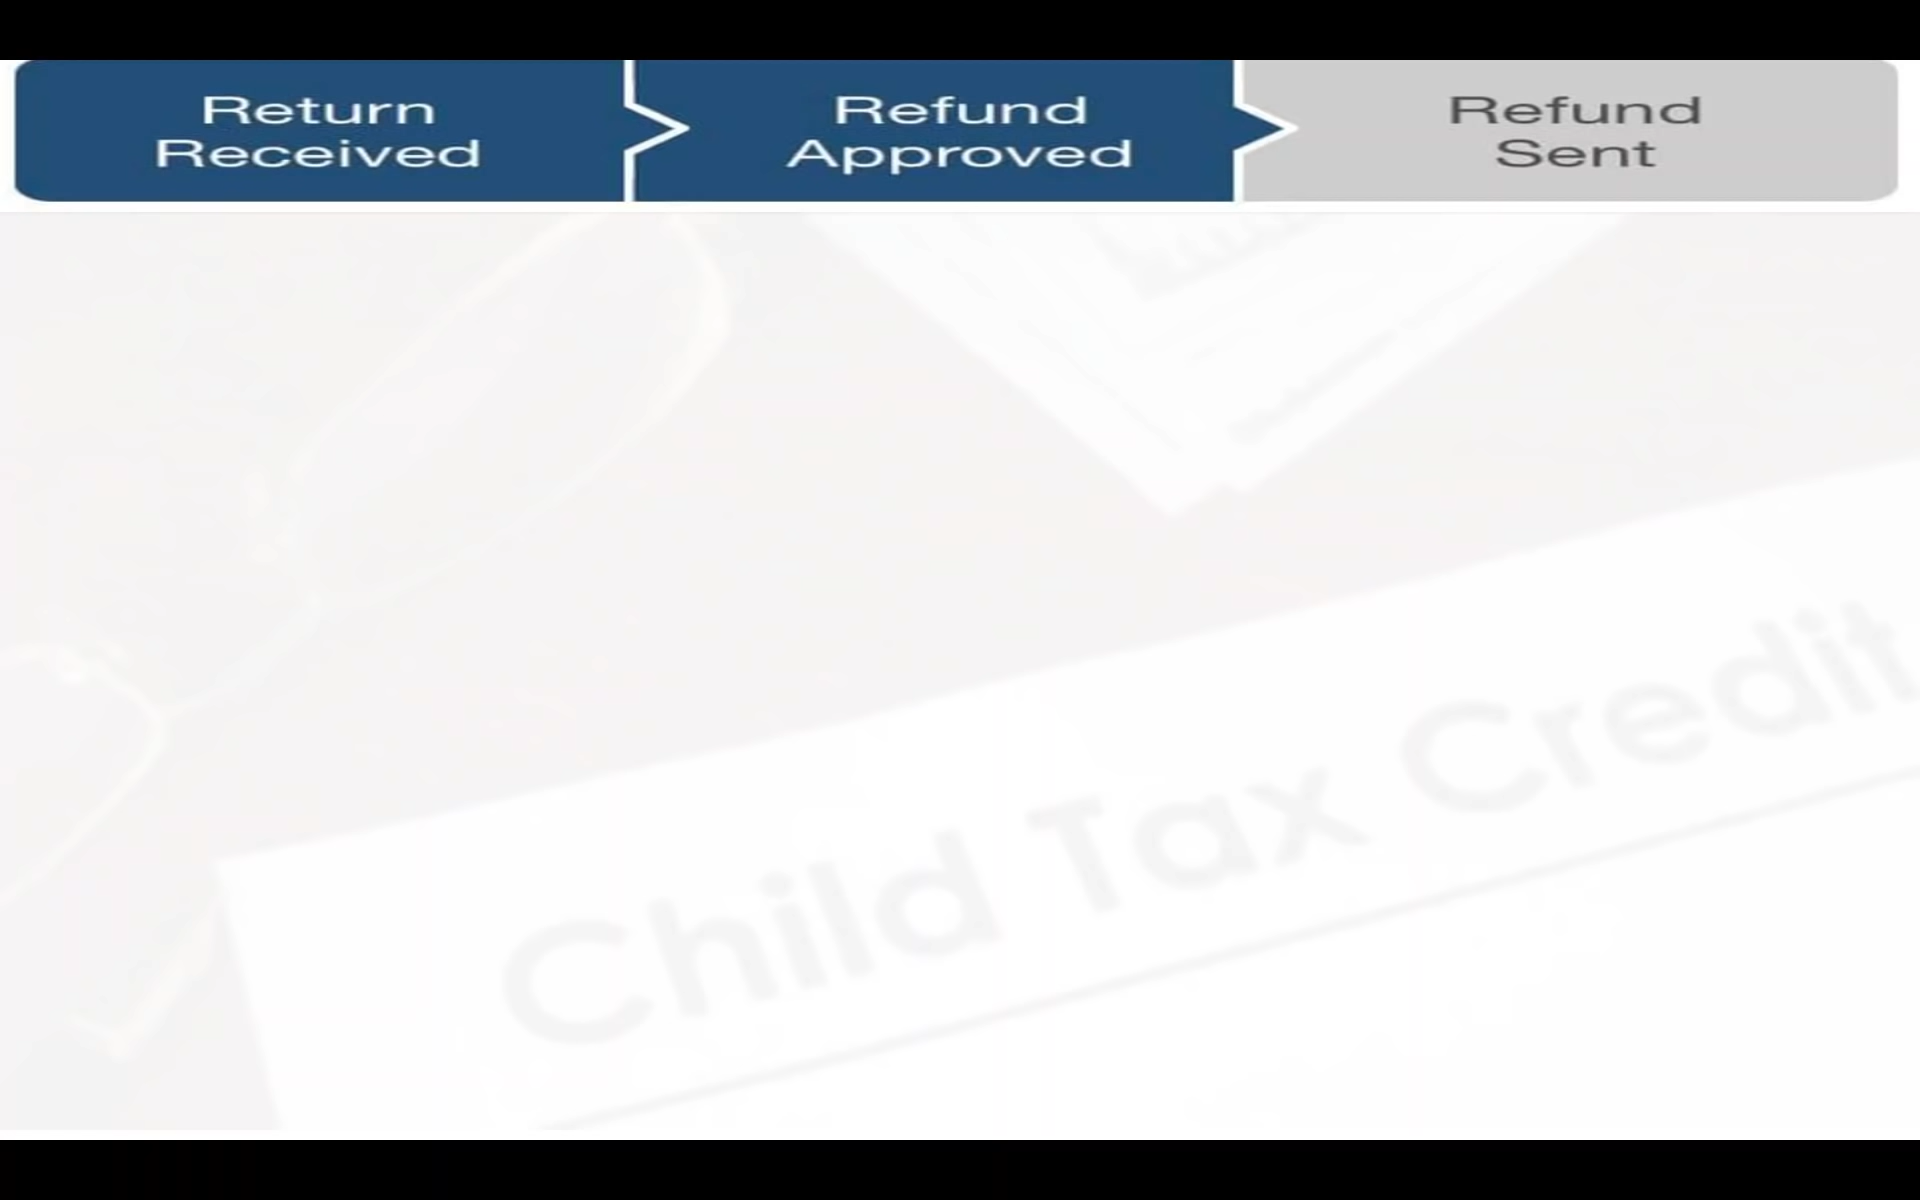 Return
Received
Refund
Approved
Refund
Sent
Child Tax Credit